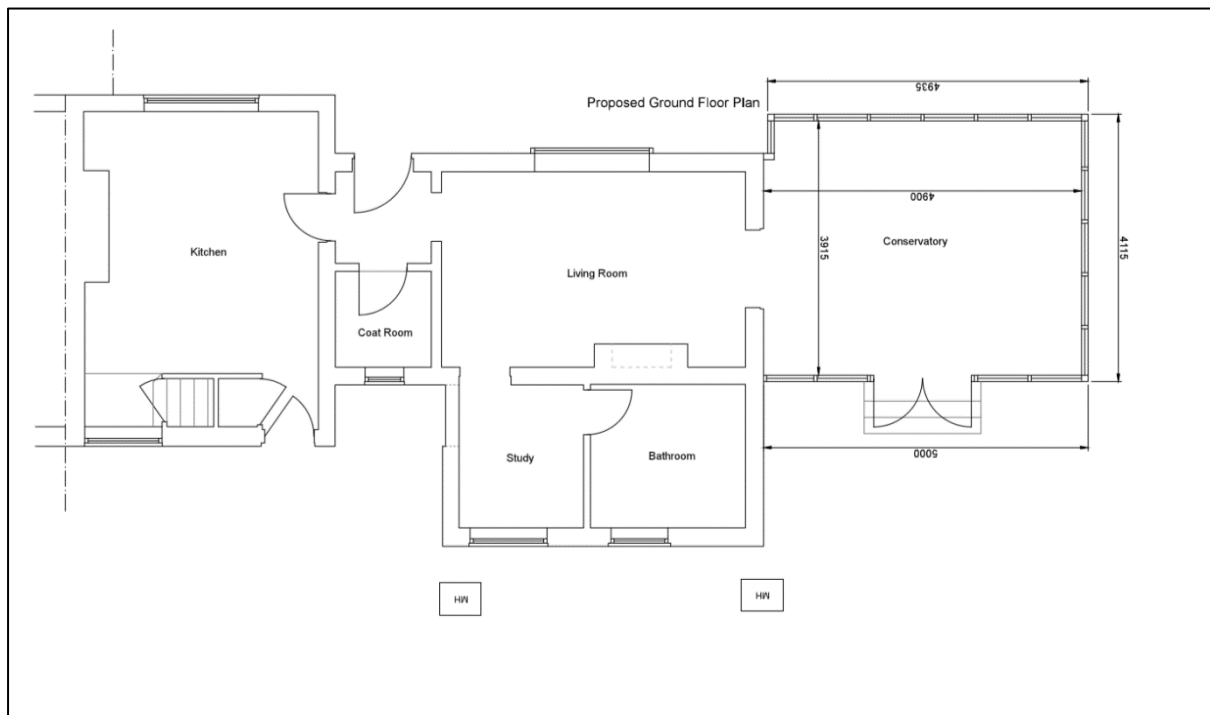 4935
Proposed Ground Floor Plan
4900
Conservatory
3915
4115
Kitchen
Living Room
Coat Room
Study
Bathroom
5000
MH
MH